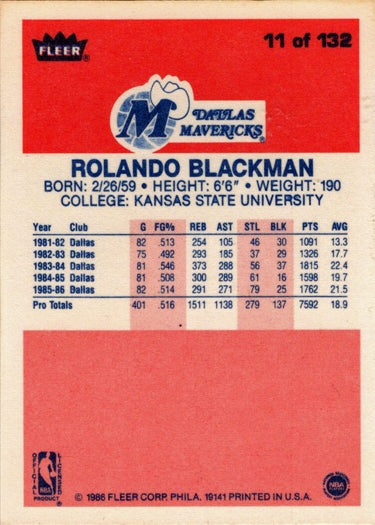 FLEER®
11 of 132
M DALLAS
MAVERICKS®
ROLANDO BLACKMAN
BORN: 2/26/59 • HEIGHT: 6'6" • WEIGHT: 190
COLLEGE: KANSAS STATE UNIVERSITY
Year Club G FG% REB AST STL BLK PTS AVG
1981-82 Dallas 82 .513 254 105 46 30 1091 13.3
1982-83 Dallas 75 .492 293 185 37 29 1326 17.7
1983-84 Dallas 81 .546 373 288 56 37 1815 22.4
1984-85 Dallas 81 .508 300 289 61 16 1598 19.7
1985-86 Dallas 82 .514 291 271 79 25 1762 21.5
Pro Totals 401 .516 1511 1138 279 137 7592 18.9
OFFICIAL NBA LICENSED
PRODUCT
NBA
© 1986 FLEER CORP. PHILA. 19141 PRINTED IN U.S.A.